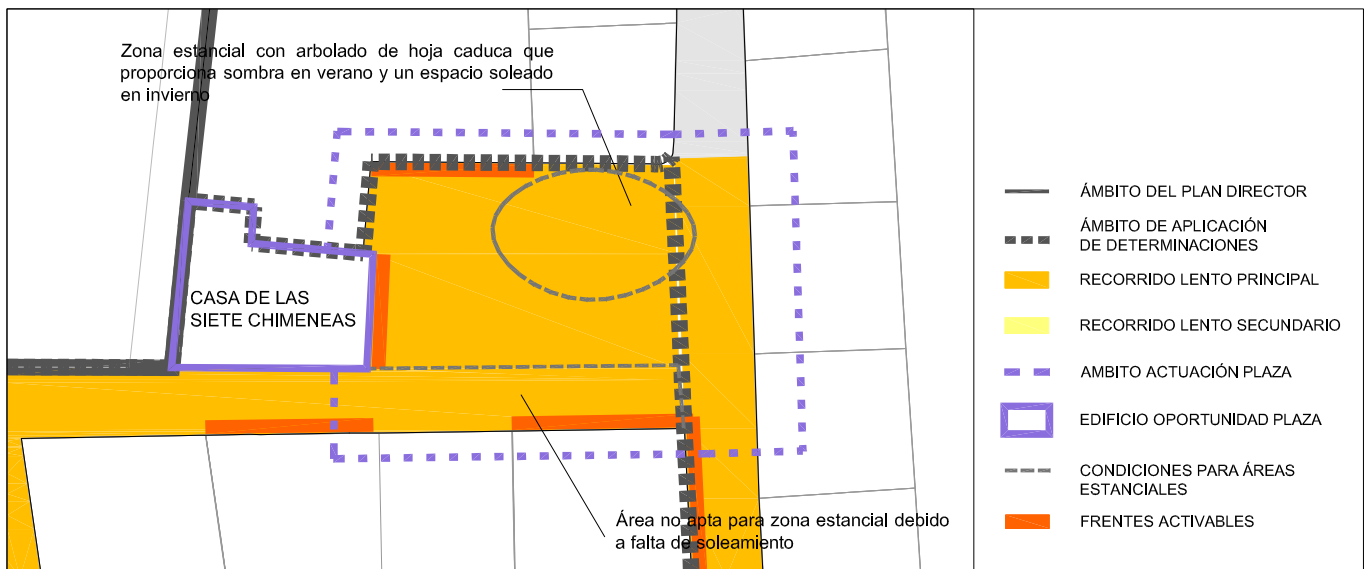 Zona estancial con arbolado de hoja caduca que
proporciona sombra en verano y un espacio soleado
en invierno
CASA DE LAS
SIETE CHIMENEAS
Área no apta para zona estancial debido
a falta de soleamiento
ÁMBITO DEL PLAN DIRECTOR
ÁMBITO DE APLICACIÓN
DE DETERMINACIONES
RECORRIDO LENTO PRINCIPAL
RECORRIDO LENTO SECUNDARIO
AMBITO ACTUACIÓN PLAZA
EDIFICIO OPORTUNIDAD PLAZA
CONDICIONES PARA ÁREAS
ESTANCIALES
FRENTES ACTIVABLES